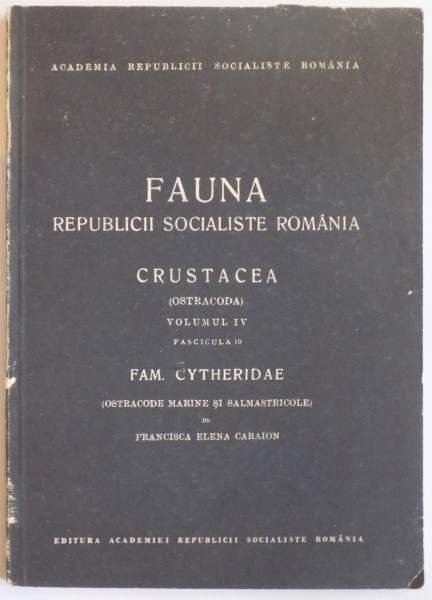 ACADEMIA REPUBLICII SOCIALISTE ROMÂNIA
FAUNA
REPUBLICII SOCIALISTE ROMÂNIA
CRUSTACEA
(OSTRACODA)
VOLUMUL IV
FASCICULA 10
FAM. CYTHERIDAE
(OSTRACODE MARINE ȘI SALMASTRICOLE)
DE
FRANCISCA ELENA CARAION
EDITURA ACADEMIEI REPUBLICII SOCIALISTE ROMÂNIA